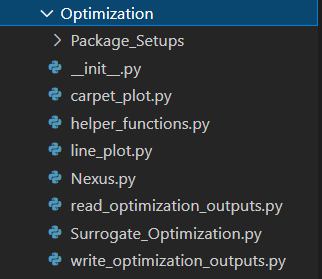 Optimization
Package_Setups
__init__.py
carpet_plot.py
helper_functions.py
line_plot.py
Nexus.py
read_optimization_outputs.py
Surrogate_Optimization.py
write_optimization_outputs.py